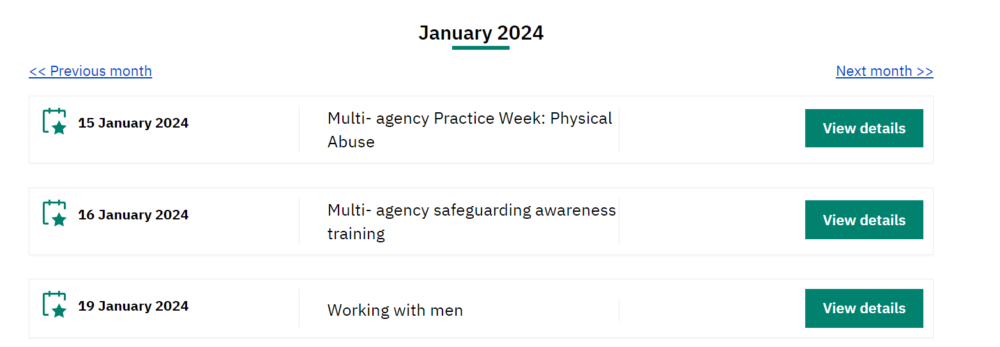 January 2024
<< Previous month
Next month >>
15 January 2024
Multi- agency Practice Week: Physical
Abuse
View details
16 January 2024
Multi- agency safeguarding awareness
training
View details
19 January 2024
Working with men
View details